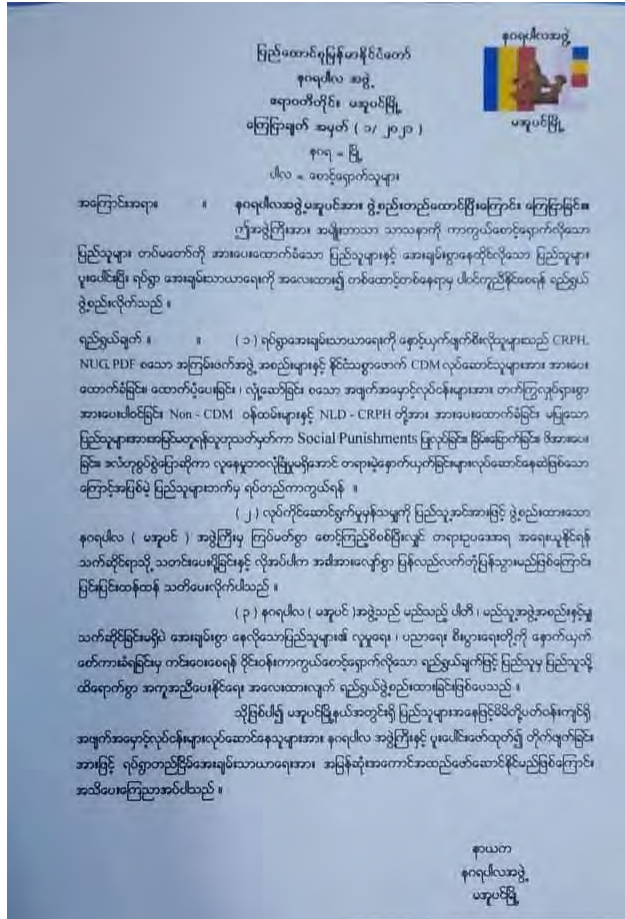 နဂရပါလအဖွဲ့
မအူပင်မြို့
ပြည်ထောင်စုမြန်မာနိုင်ငံတော်
နဂရပါလ အဖွဲ့
ဧရာဝတီတိုင်း မအူပင်မြို့
ကြေငြာချက် အမှတ် ( ၁/ ၂၀၂၁ )
နဂရ = မြို့
ပါလ = စောင့်ရှောက်သူများ
အကြောင်းအရာ။ ။ နဂရပါလအဖွဲ့မအူပင်အား ဖွဲ့စည်းတည်ထောင်ပြီးကြောင်း ကြေငြာခြင်း။
ဤအဖွဲ့ကြီးအား အမျိုးဘာသာ သာသနာကို ကာကွယ်စောင့်ရှောက်လိုသော
ပြည်သူများ တပ်မတော်ကို အားပေးထောက်ခံသော ပြည်သူများနှင့် အေးချမ်းစွာနေထိုင်လိုသော ပြည်သူများ
ပူးပေါင်းပြီး ရပ်ရွာ အေးချမ်းသာယာရေးကို အလေးထား၍ တစ်ထောင့်တစ်နေရာမှ ပါဝင်ကူညီနိုင်စေရန် ရည်ရွယ်
ဖွဲ့စည်းလိုက်သည် ။
ရည်ရွယ်ချက် ။ ။ ( ၁ ) ရပ်ရွာအေးချမ်းသာယာရေးကို နှောင့်ယှက်ဖျက်စီးလိုသူများသည် CRPH,
NUG, PDF စသော အကြမ်းဖက်အဖွဲ့ အစည်းများနှင့် နိုင်ငံသစ္စာဖောက် CDM လုပ်ဆောင်သူများအား အားပေး
ထောက်ခံခြင်း၊ ထောက်ပံ့ပေးခြင်း ၊ လှုံ့ဆော်ခြင်း စသော အဖျက်အမှောင့်လုပ်ငန်းများအား တက်ကြွလှုပ်ရှားစွာ
အားပေးပါဝင်ခြင်း Non - CDM ဝန်ထမ်းများနှင့် NLD - CRPH တို့အား အားပေးထောက်ခံခြင်း မပြုသော
ပြည်သူများအားအမြင်မတူရန်သူဟုသတ်မှတ်ကာ Social Punishments ပြုလုပ်ခြင်း၊ ခြိမ်းခြောက်ခြင်း၊ ဖိအားပေး
ခြင်း၊ ဒလံဟုစွပ်စွဲပြောဆိုကာ လူနေမှုဘဝလုံခြုံမှုမရှိအောင် တရားမဲ့နှောက်ယှက်ခြင်းများလုပ်ဆောင်နေဆဲဖြစ်သော
ကြောင့်အပြစ်မဲ့ ပြည်သူများဘက်မှ ရပ်တည်ကာကွယ်ရန် ။
( ၂ ) လုပ်ကိုင်ဆောင်ရွက်မှုမှန်သမျှကို ပြည်သူ့အင်အားဖြင့် ဖွဲ့စည်းထားသော
နဂရပါလ ( မအူပင် ) အဖွဲ့ကြီးမှ ကြပ်မတ်စွာ စောင့်ကြည့်စိစစ်ပြီးလျှင် တရားဥပဒေအရ အရေးယူနိုင်ရန်
သက်ဆိုင်ရာသို့ သတင်းပေးပို့ခြင်းနှင့် လိုအပ်ပါက အခါအားလျော်စွာ ပြန်လည်လက်တုံ့ပြန်သွားမည်ဖြစ်ကြောင်း
ပြင်းပြင်းထန်ထန် သတိပေးလိုက်ပါသည် ။
( ၃ ) နဂရပါလ ( မအူပင် )အဖွဲ့သည် မည်သည့် ပါတီ ၊ မည်သူ့အဖွဲ့အစည်းနှင့်မျှ
သက်ဆိုင်ခြင်းမရှိပဲ အေးချမ်းစွာ နေလိုသောပြည်သူများ၏ လူမှုရေး ၊ ပညာရေး စီးပွားရေးတို့ကို နှောက်ယှက်
စော်ကားခံရခြင်းမှ ကင်းဝေးစေရန် ဝိုင်းဝန်းကာကွယ်စောင့်ရှောက်လိုသော ရည်ရွယ်ချက်ဖြင့် ပြည်သူမှ ပြည်သူသို့
ထိရောက်စွာ အကူအညီပေးနိုင်ရေး အလေးထားလျက် ရည်ရွယ်ဖွဲ့စည်းထားခြင်းဖြစ်ပေသည် ။
သို့ဖြစ်ပါ၍ မအူပင်မြို့နယ်အတွင်းရှိ ပြည်သူများအနေဖြင့်မိမိတို့ပတ်ဝန်းကျင်ရှိ
အဖျက်အမှောင့်လုပ်ငန်းများလုပ်ဆောင်နေသူများအား နဂရပါလ အဖွဲ့ကြီးနှင့် ပူးပေါင်းဖော်ထုတ်၍ တိုက်ဖျက်ခြင်း
အားဖြင့် ရပ်ရွာတည်ငြိမ်အေးချမ်းသာယာရေးအား အမြန်ဆုံးအကောင်အထည်ဖော်ဆောင်နိုင်မည်ဖြစ်ကြောင်း
အသိပေးကြေညာအပ်ပါသည် ။
နာယက
နဂရပါလအဖွဲ့
မအူပင်မြို့